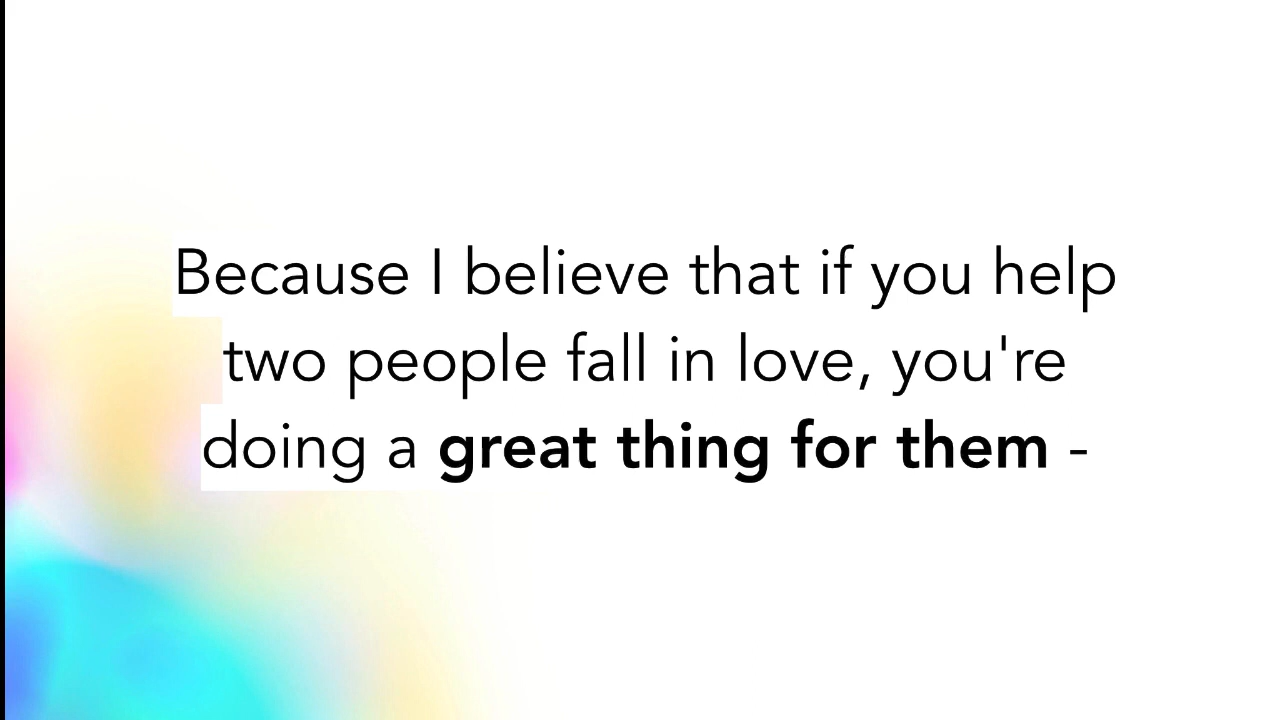 Because I believe that if you help
two people fall in love, you're
doing a great thing for them -